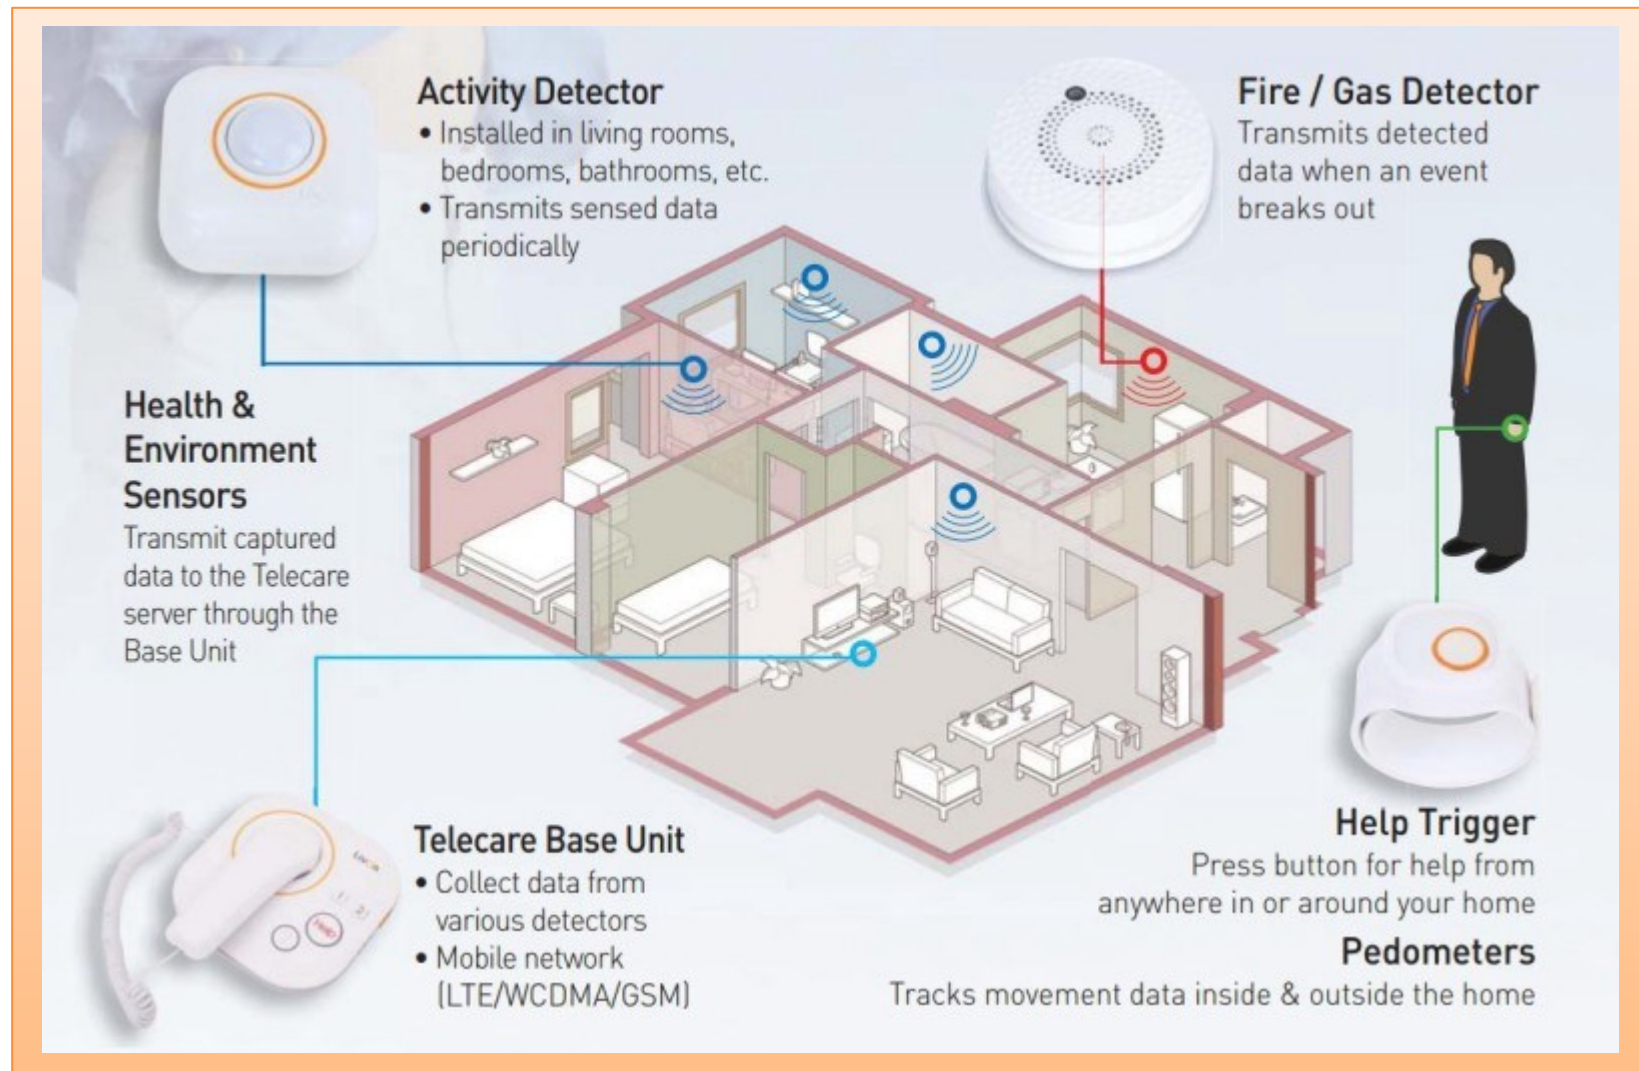 Activity Detector
• Installed in living rooms,
bedrooms, bathrooms, etc.
• Transmits sensed data
periodically
Fire / Gas Detector
Transmits detected
data when an event
breaks out
Health &
Environment
Sensors
Transmit captured
data to the Telecare
server through the
Base Unit
Telecare Base Unit
• Collect data from
various detectors
• Mobile network
(LTE/WCDMA/GSM)
Help Trigger
Press button for help from
anywhere in or around your home
Pedometers
Tracks movement data inside & outside the home